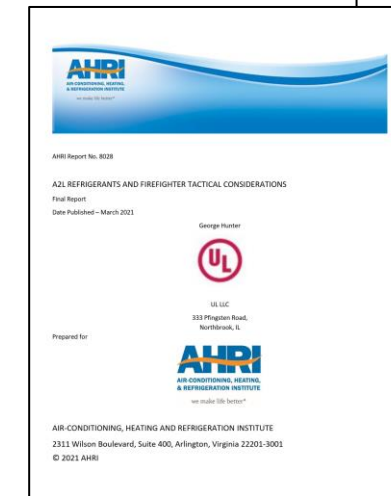 AHRI
AIR-CONDITIONING, HEATING,
& REFRIGERATION INSTITUTE
we make life better®
AHRI Report No. 8028
A2L REFRIGERANTS AND FIREFIGHTER TACTICAL CONSIDERATIONS
Final Report
Date Published – March 2021
George Hunter
UL
UL LLC
333 Pfingsten Road,
Northbrook, IL
Prepared for
AHRI
AIR-CONDITIONING, HEATING,
& REFRIGERATION INSTITUTE
we make life better®
AIR-CONDITIONING, HEATING AND REFRIGERATION INSTITUTE
2311 Wilson Boulevard, Suite 400, Arlington, Virginia 22201-3001
© 2021 AHRI